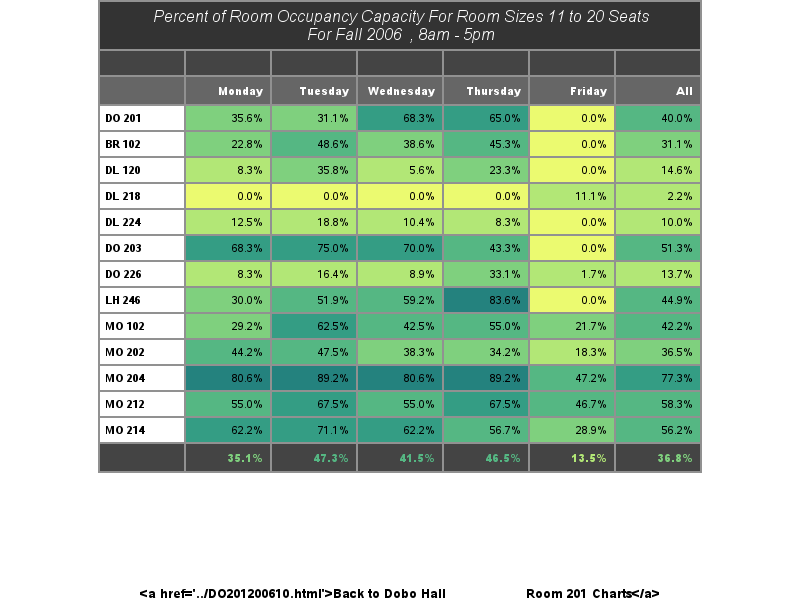 Percent of Room Occupancy Capacity For Room Sizes 11 to 20 Seats
For Fall 2006 , 8am - 5pm
Monday Tuesday Wednesday Thursday Friday All
DO 201 35.6% 31.1% 68.3% 65.0% 0.0% 40.0%
BR 102 22.8% 48.6% 38.6% 45.3% 0.0% 31.1%
DL 120 8.3% 35.8% 5.6% 23.3% 0.0% 14.6%
DL 218 0.0% 0.0% 0.0% 0.0% 11.1% 2.2%
DL 224 12.5% 18.8% 10.4% 8.3% 0.0% 10.0%
DO 203 68.3% 75.0% 70.0% 43.3% 0.0% 51.3%
DO 226 8.3% 16.4% 8.9% 33.1% 1.7% 13.7%
LH 246 30.0% 51.9% 59.2% 83.6% 0.0% 44.9%
MO 102 29.2% 62.5% 42.5% 55.0% 21.7% 42.2%
MO 202 44.2% 47.5% 38.3% 34.2% 18.3% 36.5%
MO 204 80.6% 89.2% 80.6% 89.2% 47.2% 77.3%
MO 212 55.0% 67.5% 55.0% 67.5% 46.7% 58.3%
MO 214 62.2% 71.1% 62.2% 56.7% 28.9% 56.2%
35.1% 47.3% 41.5% 46.5% 13.5% 36.8%
<a href='../DO201200610.html'>Back to Dobo Hall Room 201 Charts</a>